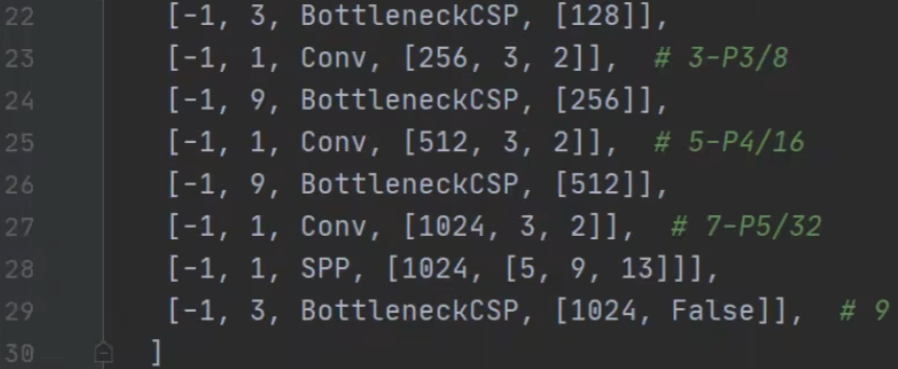 22 [-1, 3, BottleneckCSP, [128]],
23 [-1, 1, Conv, [256, 3, 2]],  # 3-P3/8
24 [-1, 9, BottleneckCSP, [256]],
25 [-1, 1, Conv, [512, 3, 2]],  # 5-P4/16
26 [-1, 9, BottleneckCSP, [512]],
27 [-1, 1, Conv, [1024, 3, 2]],  # 7-P5/32
28 [-1, 1, SPP, [1024, [5, 9, 13]]],
29 [-1, 3, BottleneckCSP, [1024, False]],  # 9
30 ]